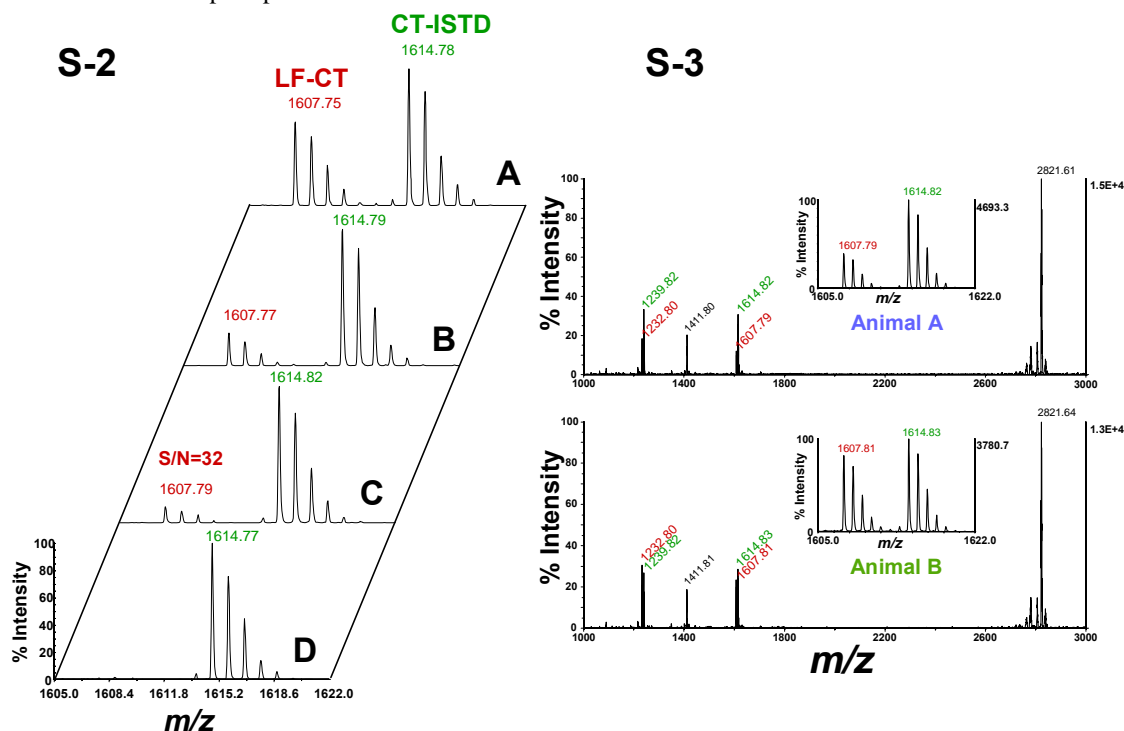 S-2
CT-ISTD
1614.78
LF-CT
1607.75
A
1614.79
1607.77
B
1614.82
S/N=32
1607.79
C
1614.77
D
% Intensity
100
80
60
40
20
0
1605.0 1608.4 1611.8 1615.2 1618.6 1622.0
m/z
S-3
2821.61
1.5E+4
% Intensity
100
80
60
40
20
0
1239.82
1232.80
1411.80
1614.82
1607.79
1614.82
1607.79
100
% Intensity
0
4693.3
1605.0 m/z 1622.0
Animal A
1000 1400 1800 2200 2600 3000
2821.64
1.3E+4
% Intensity
100
80
60
40
20
0
1232.80
1239.82
1411.81
1614.83
1607.81
1614.83
1607.81
100
% Intensity
0
3780.7
1605.0 m/z 1622.0
Animal B
1000 1400 1800 2200 2600 3000
m/z